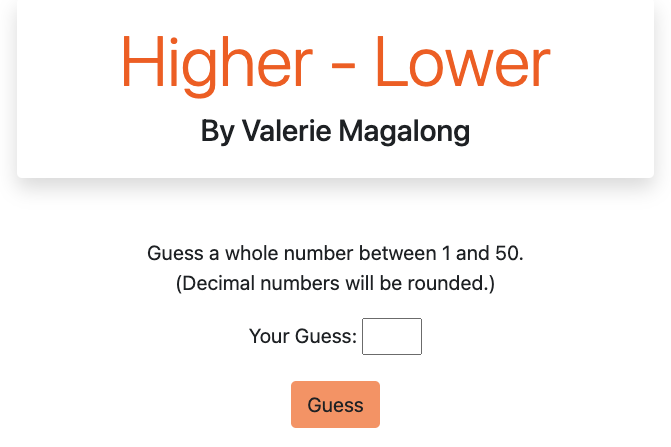 Higher - Lower
By Valerie Magalong
Guess a whole number between 1 and 50.
(Decimal numbers will be rounded.)
Your Guess:
Guess